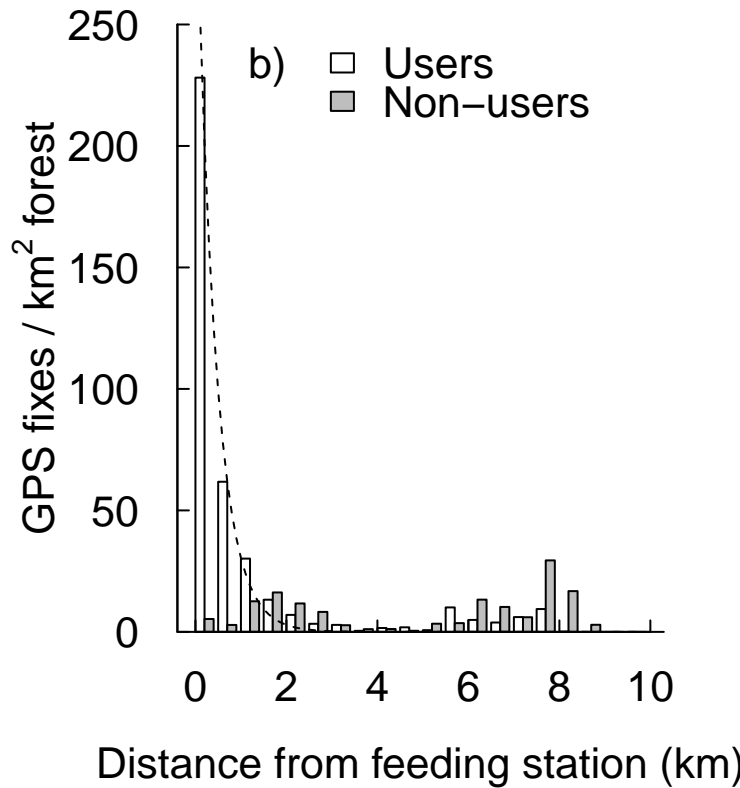 b)
Users
Non−users
GPS fixes / km² forest
250
200
150
100
50
0
0 2 4 6 8 10
Distance from feeding station (km)